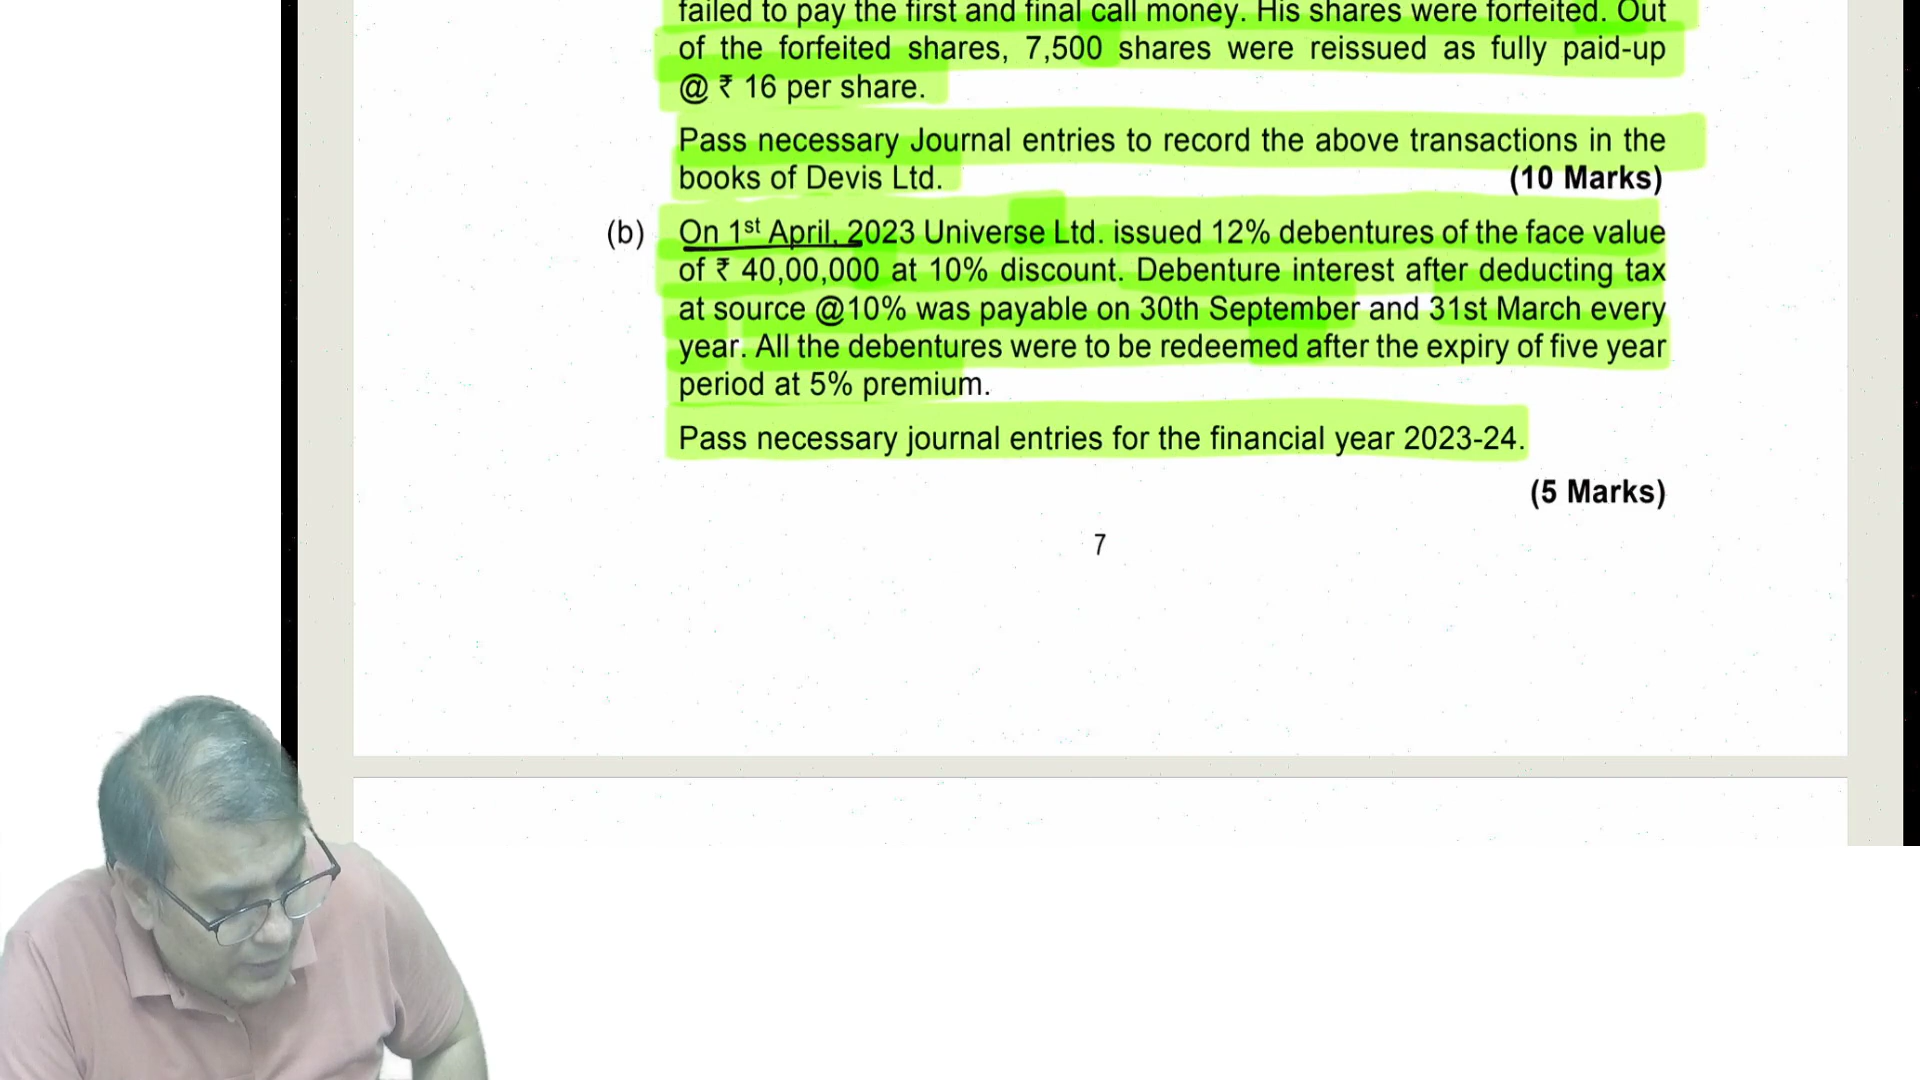 failed to pay the first and final call money. His shares were forfeited. Out
of the forfeited shares, 7,500 shares were reissued as fully paid-up
@ ₹ 16 per share.
Pass necessary Journal entries to record the above transactions in the
books of Devis Ltd. (10 Marks)
(b) On 1st April, 2023 Universe Ltd. issued 12% debentures of the face value
of ₹ 40,00,000 at 10% discount. Debenture interest after deducting tax
at source @10% was payable on 30th September and 31st March every
year. All the debentures were to be redeemed after the expiry of five year
period at 5% premium.
Pass necessary journal entries for the financial year 2023-24.
(5 Marks)
7